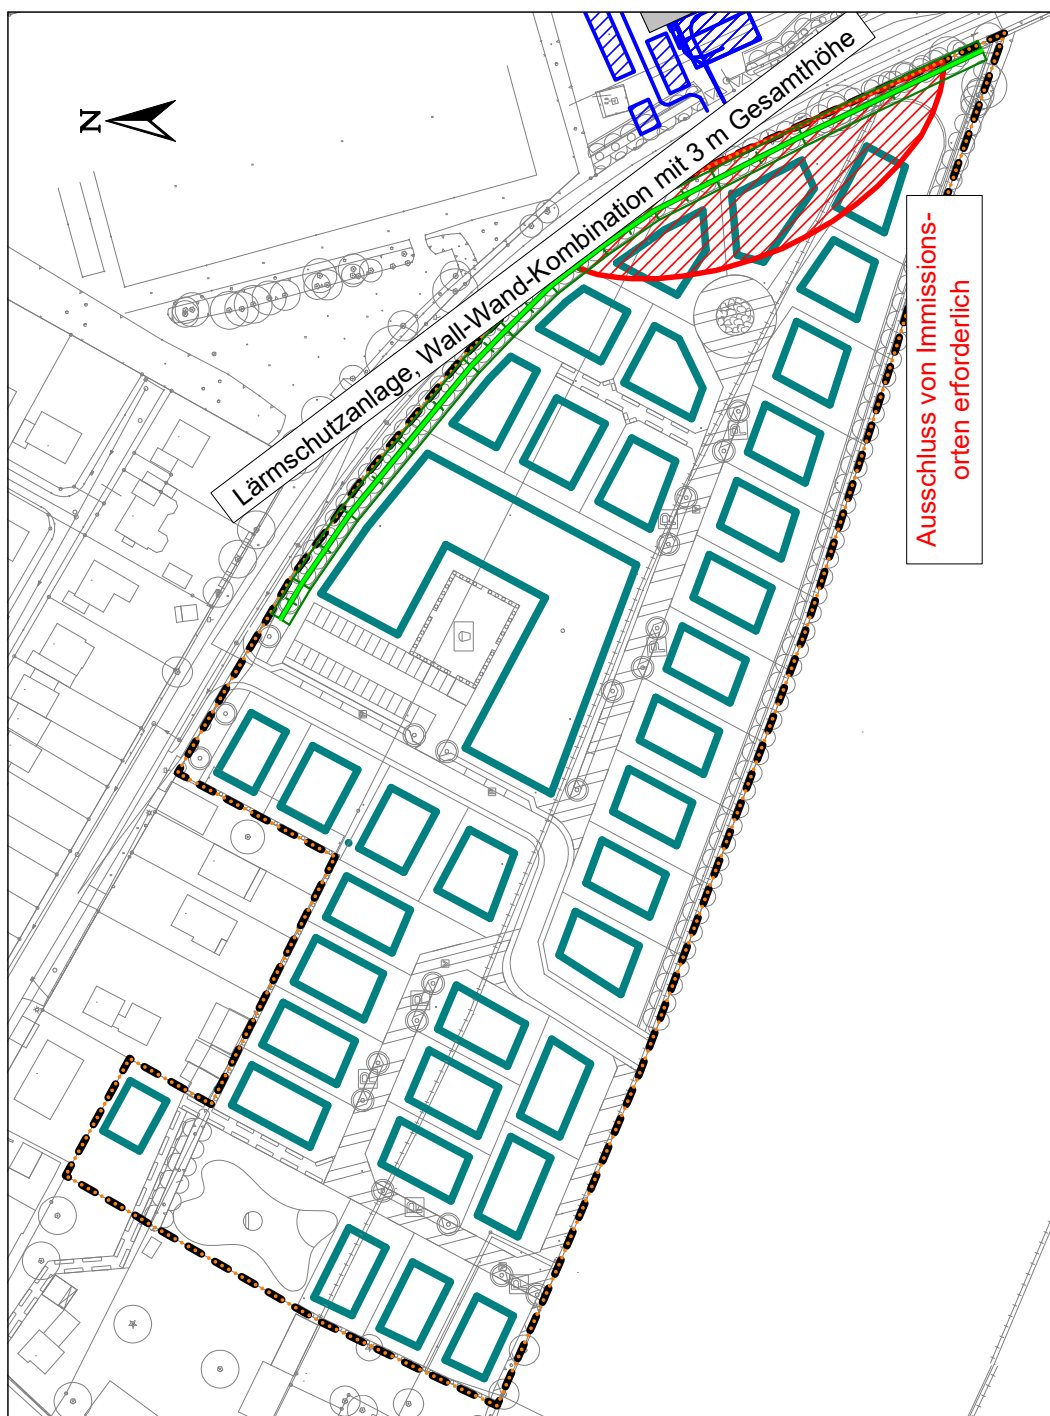 N
Lärmschutzanlage, Wall-Wand-Kombination mit 3 m Gesamthöhe
Ausschluss von Immissions-
orten erforderlich
P
P
P
P
P
P
P